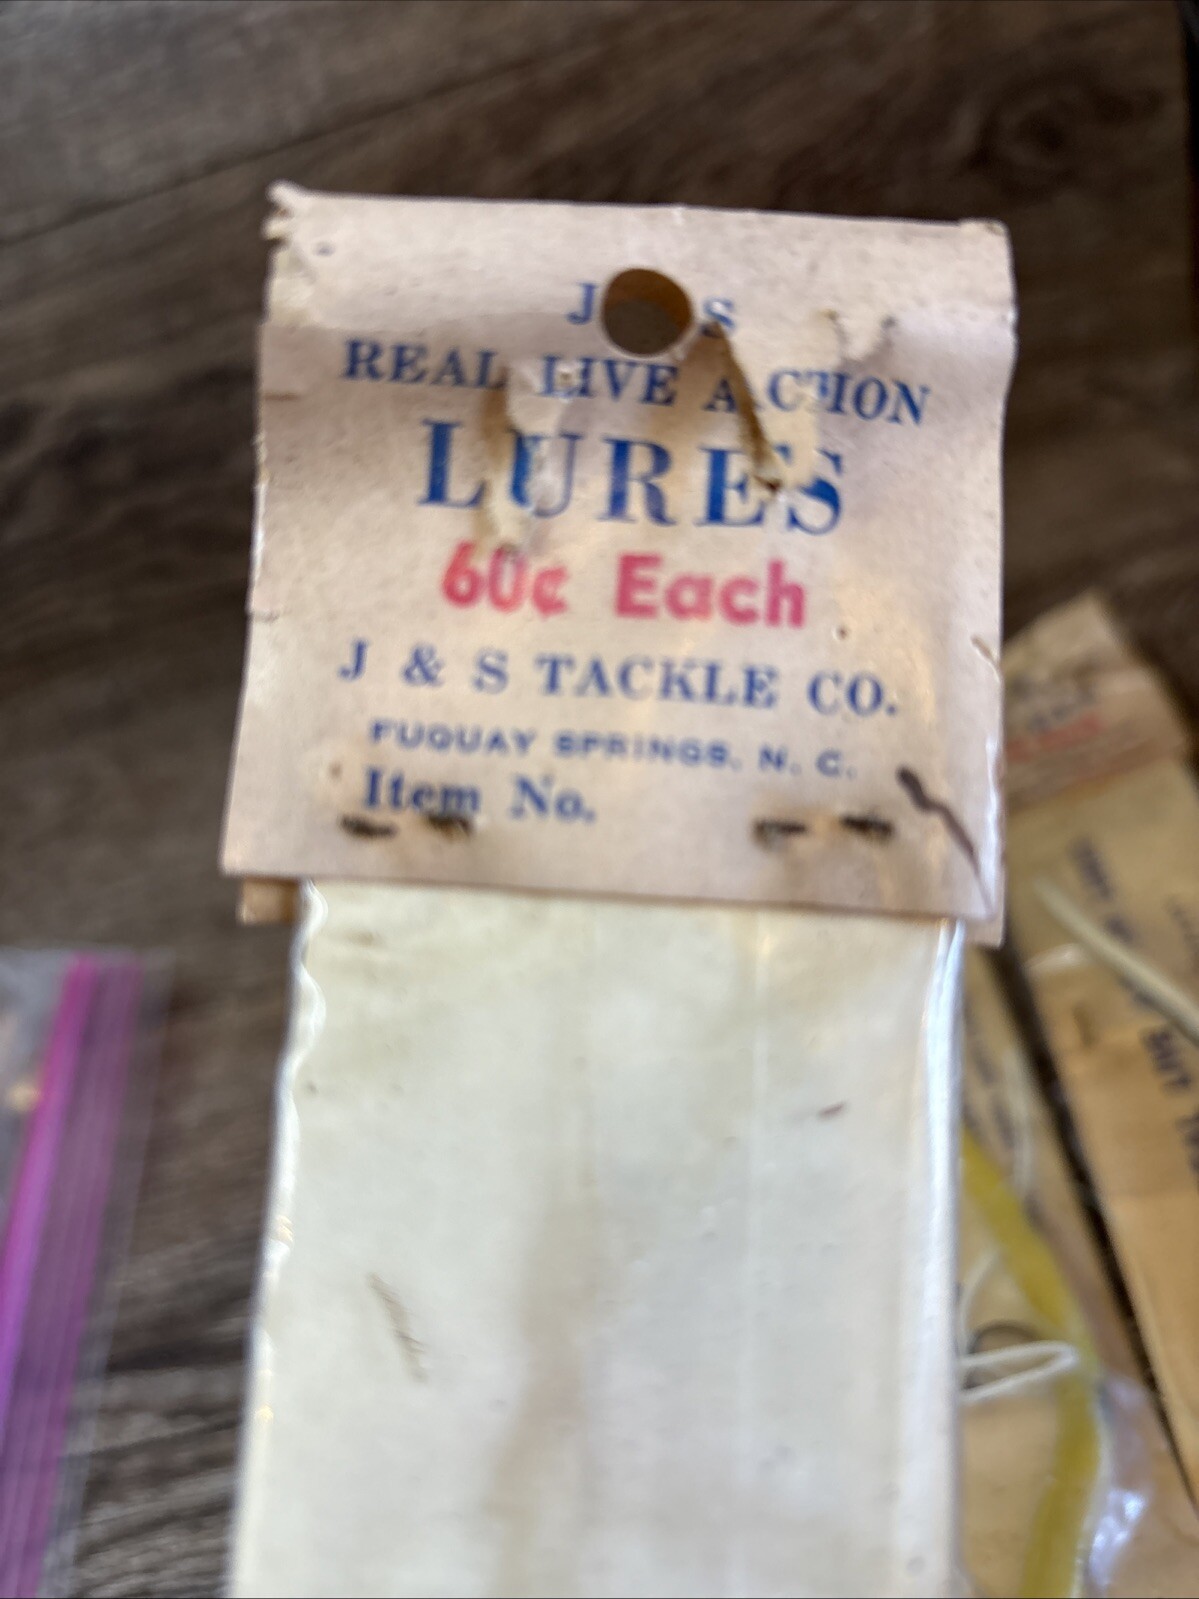 J S
REAL LIVE ACTION
LURES
60¢ Each
J & S TACKLE CO.
FUQUAY SPRINGS, N. C.
Item No.